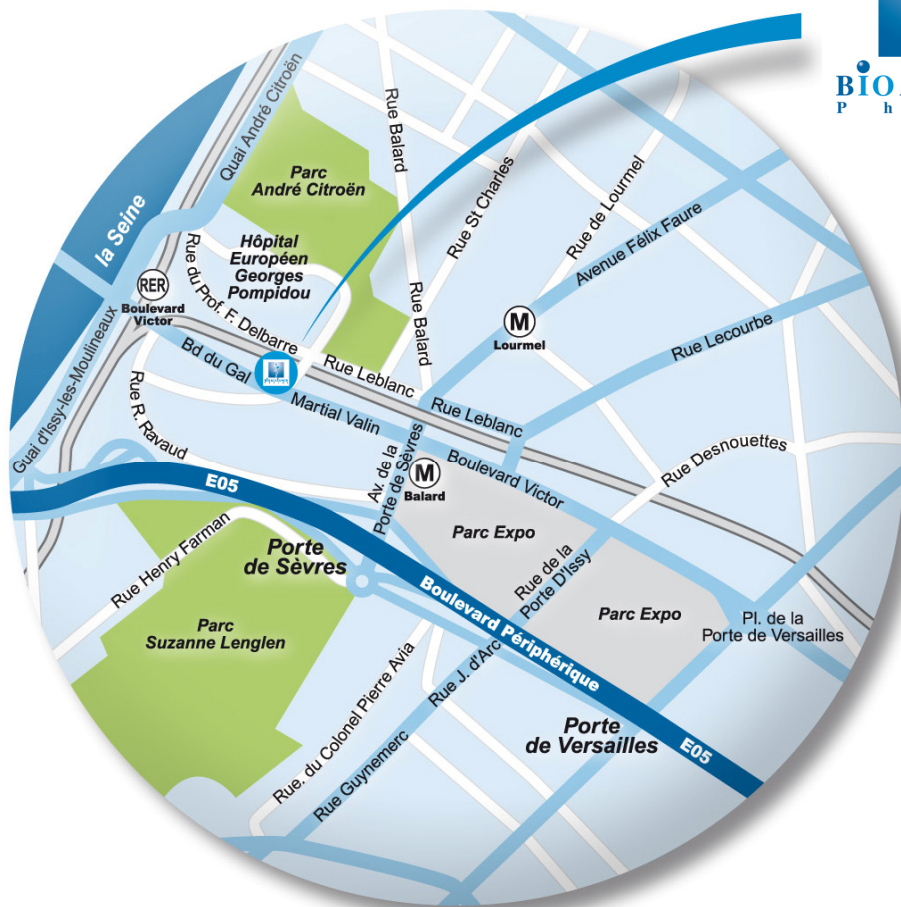 BIO
P h
Quai André Citroën
Rue Balard
Parc
André Citroën
Rue St Charles
Rue de Lourmel
Avenue Félix Faure
la Seine
Hôpital
Européen
Georges
Pompidou
RER
Boulevard
Victor
Rue du Prof. F. Delbarre
Rue Balard
M
Lourmel
Rue Lecourbe
Guai d'Issy-les-Moulineaux
Bd du Gal
Martial Valin
Rue Leblanc
Rue Leblanc
Rue R. Ravaud
Av. de la
Porte de Sèvres
M
Balard
Boulevard Victor
Rue Desnouettes
E05
Parc Expo
Rue Henry Farman
Porte
de Sèvres
Rue de la
Porte D'Issy
Boulevard Périphérique
Parc Expo
Pl. de la
Porte de Versailles
Parc
Suzanne Lenglen
Rue. du Colonel Pierre Avia
Rue J. d'Arc
Rue Guynemerc
Porte
de Versailles
E05